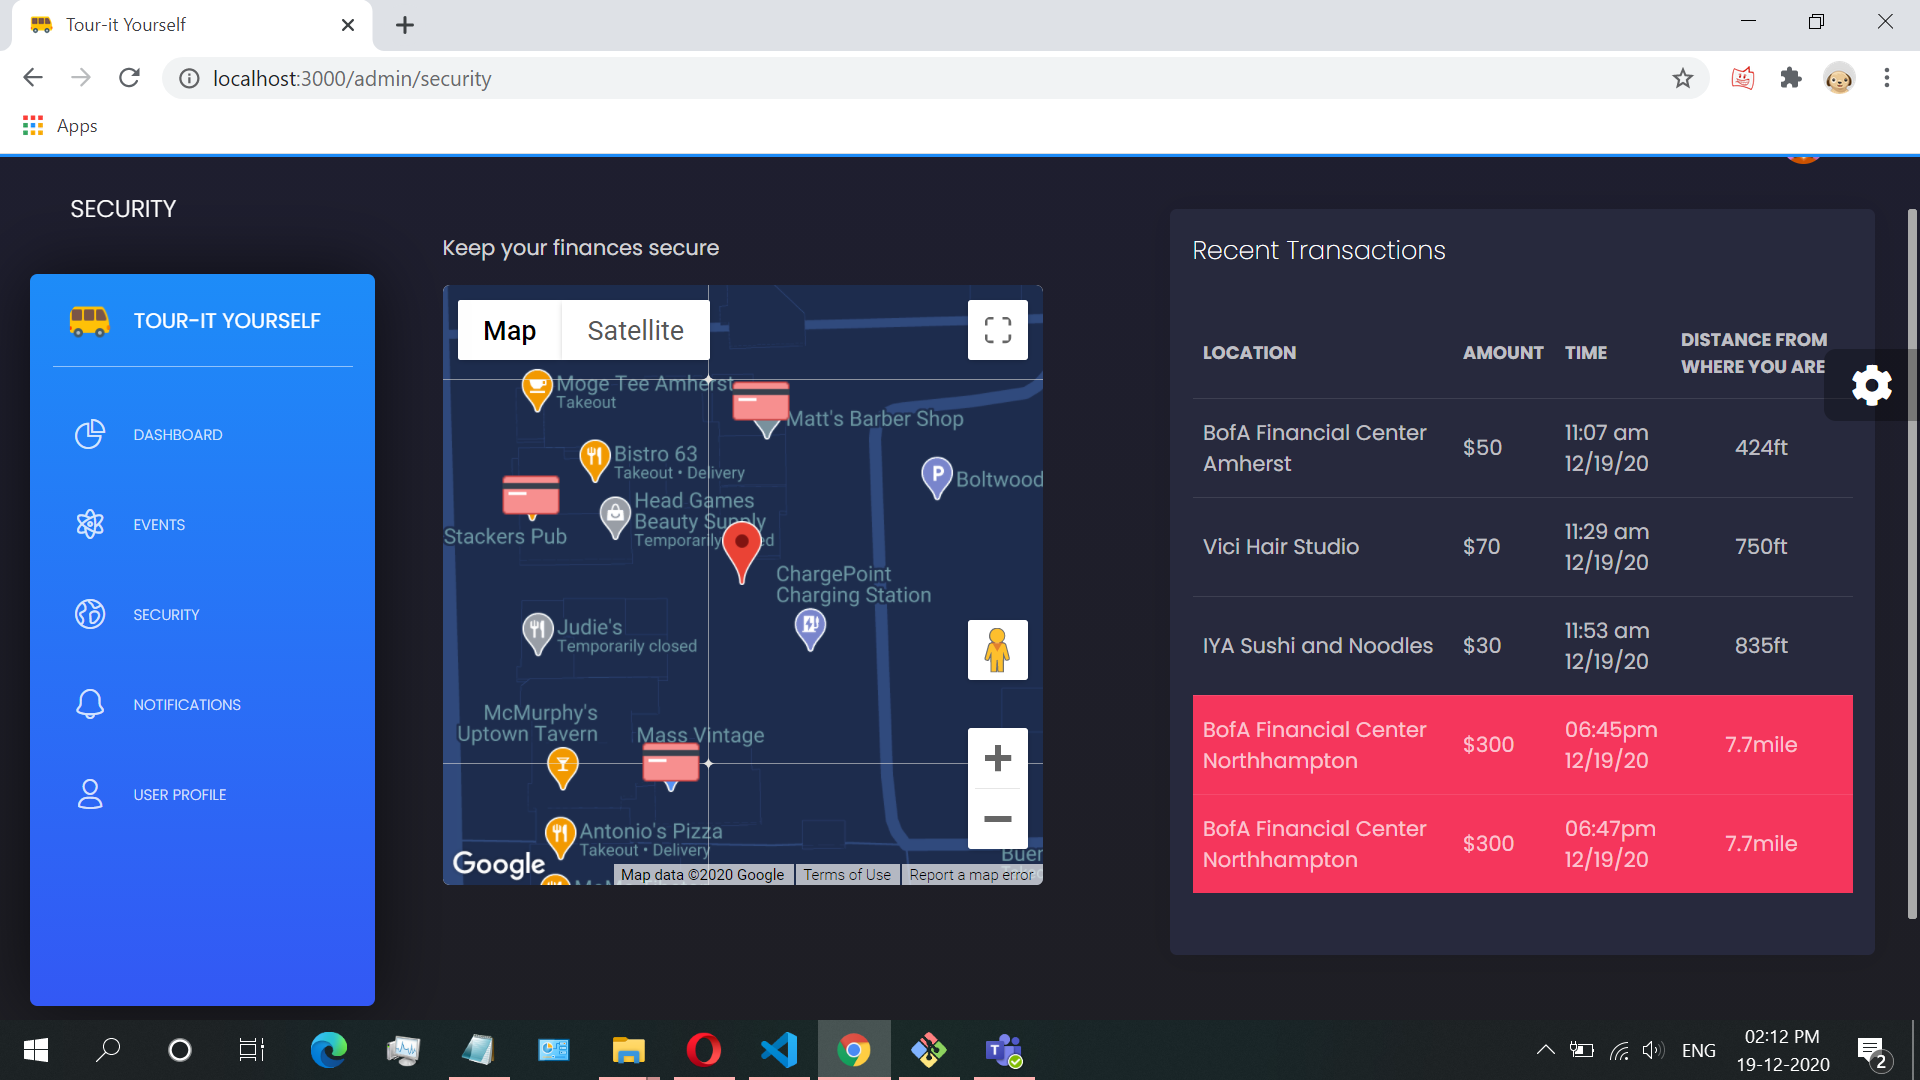 Tour-it Yourself
localhost:3000/admin/security
Apps
SECURITY
TOUR-IT YOURSELF
DASHBOARD
EVENTS
SECURITY
NOTIFICATIONS
USER PROFILE
Keep your finances secure
Map Satellite
Moge Tee Amherst
Takeout
Matt's Barber Shop
Bistro 63
Takeout • Delivery
P
Boltwood
Head Games
Beauty Supply
Stackers Pub
ChargePoint
Charging Station
Judie's
Temporarily closed
McMurphy's
Uptown Tavern
Mass Vintage
Antonio's Pizza
Takeout • Delivery
Buer
Google
Map data ©2020 Google Terms of Use Report a map error
Recent Transactions
LOCATION AMOUNT TIME DISTANCE FROM
WHERE YOU ARE
BofA Financial Center
Amherst
$50
11:07 am
12/19/20
424ft
Vici Hair Studio
$70
11:29 am
12/19/20
750ft
IYA Sushi and Noodles
$30
11:53 am
12/19/20
835ft
BofA Financial Center
Northhampton
$300
06:45pm
12/19/20
7.7mile
BofA Financial Center
Northhampton
$300
06:47pm
12/19/20
7.7mile
T
ENG
02:12 PM
19-12-2020
2